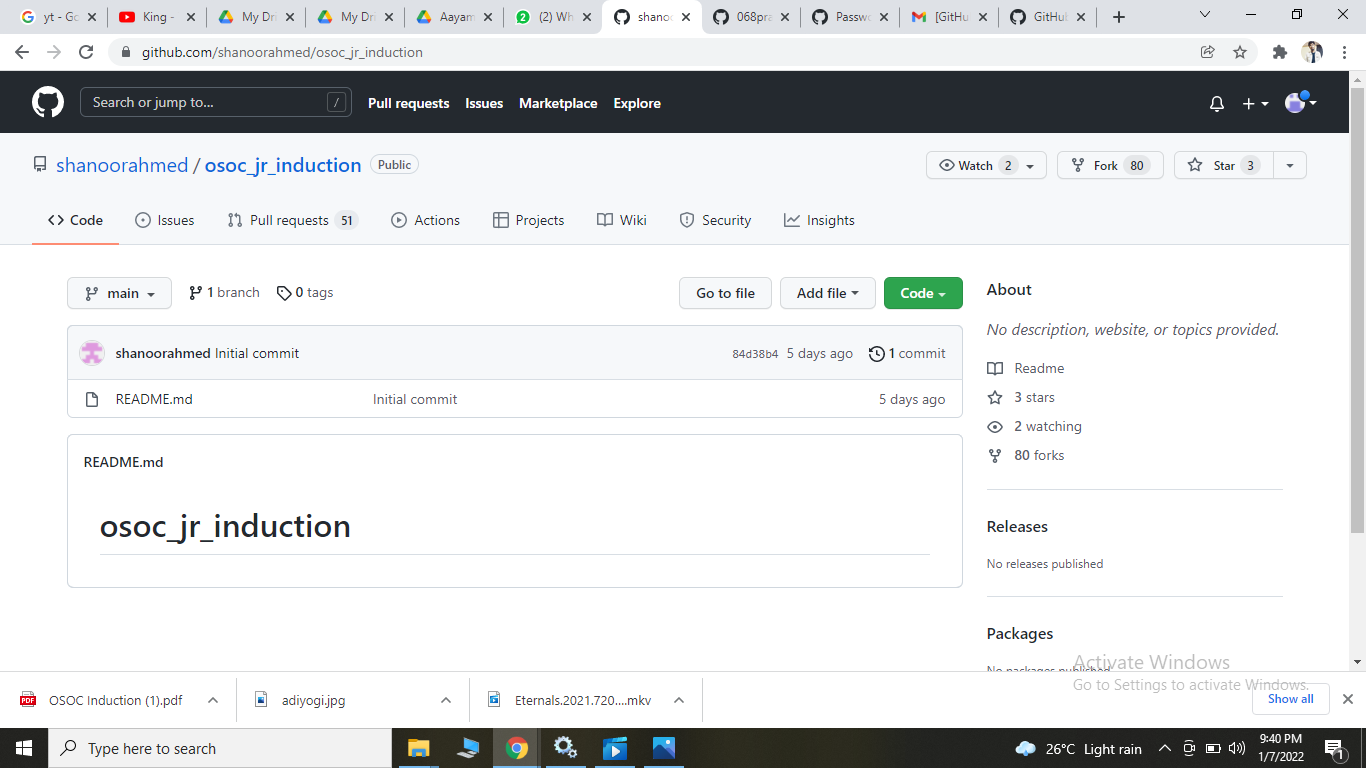 yt - Go
King -
My Dri
My Dri
Aayam
(2) Wh
shanoo
068pra
Passwo
[GitHu
GitHub
github.com/shanoorahmed/osoc_jr_induction
Search or jump to... /
Pull requests Issues Marketplace Explore
shanoorahmed / osoc_jr_induction Public
Watch 2 Fork 80 Star 3
Code Issues Pull requests 51 Actions Projects Wiki Security Insights
main 1 branch 0 tags Go to file Add file Code
shanoorahmed Initial commit 84d38b4 5 days ago 1 commit
README.md Initial commit 5 days ago
README.md
osoc_jr_induction
About
No description, website, or topics provided.
Readme
3 stars
2 watching
80 forks
Releases
No releases published
Packages
No packages published
Activate Windows
Go to Settings to activate Windows.
OSOC Induction (1).pdf adiyogi.jpg Eternals.2021.720....mkv Show all
Type here to search 26°C Light rain 9:40 PM
1/7/2022 1